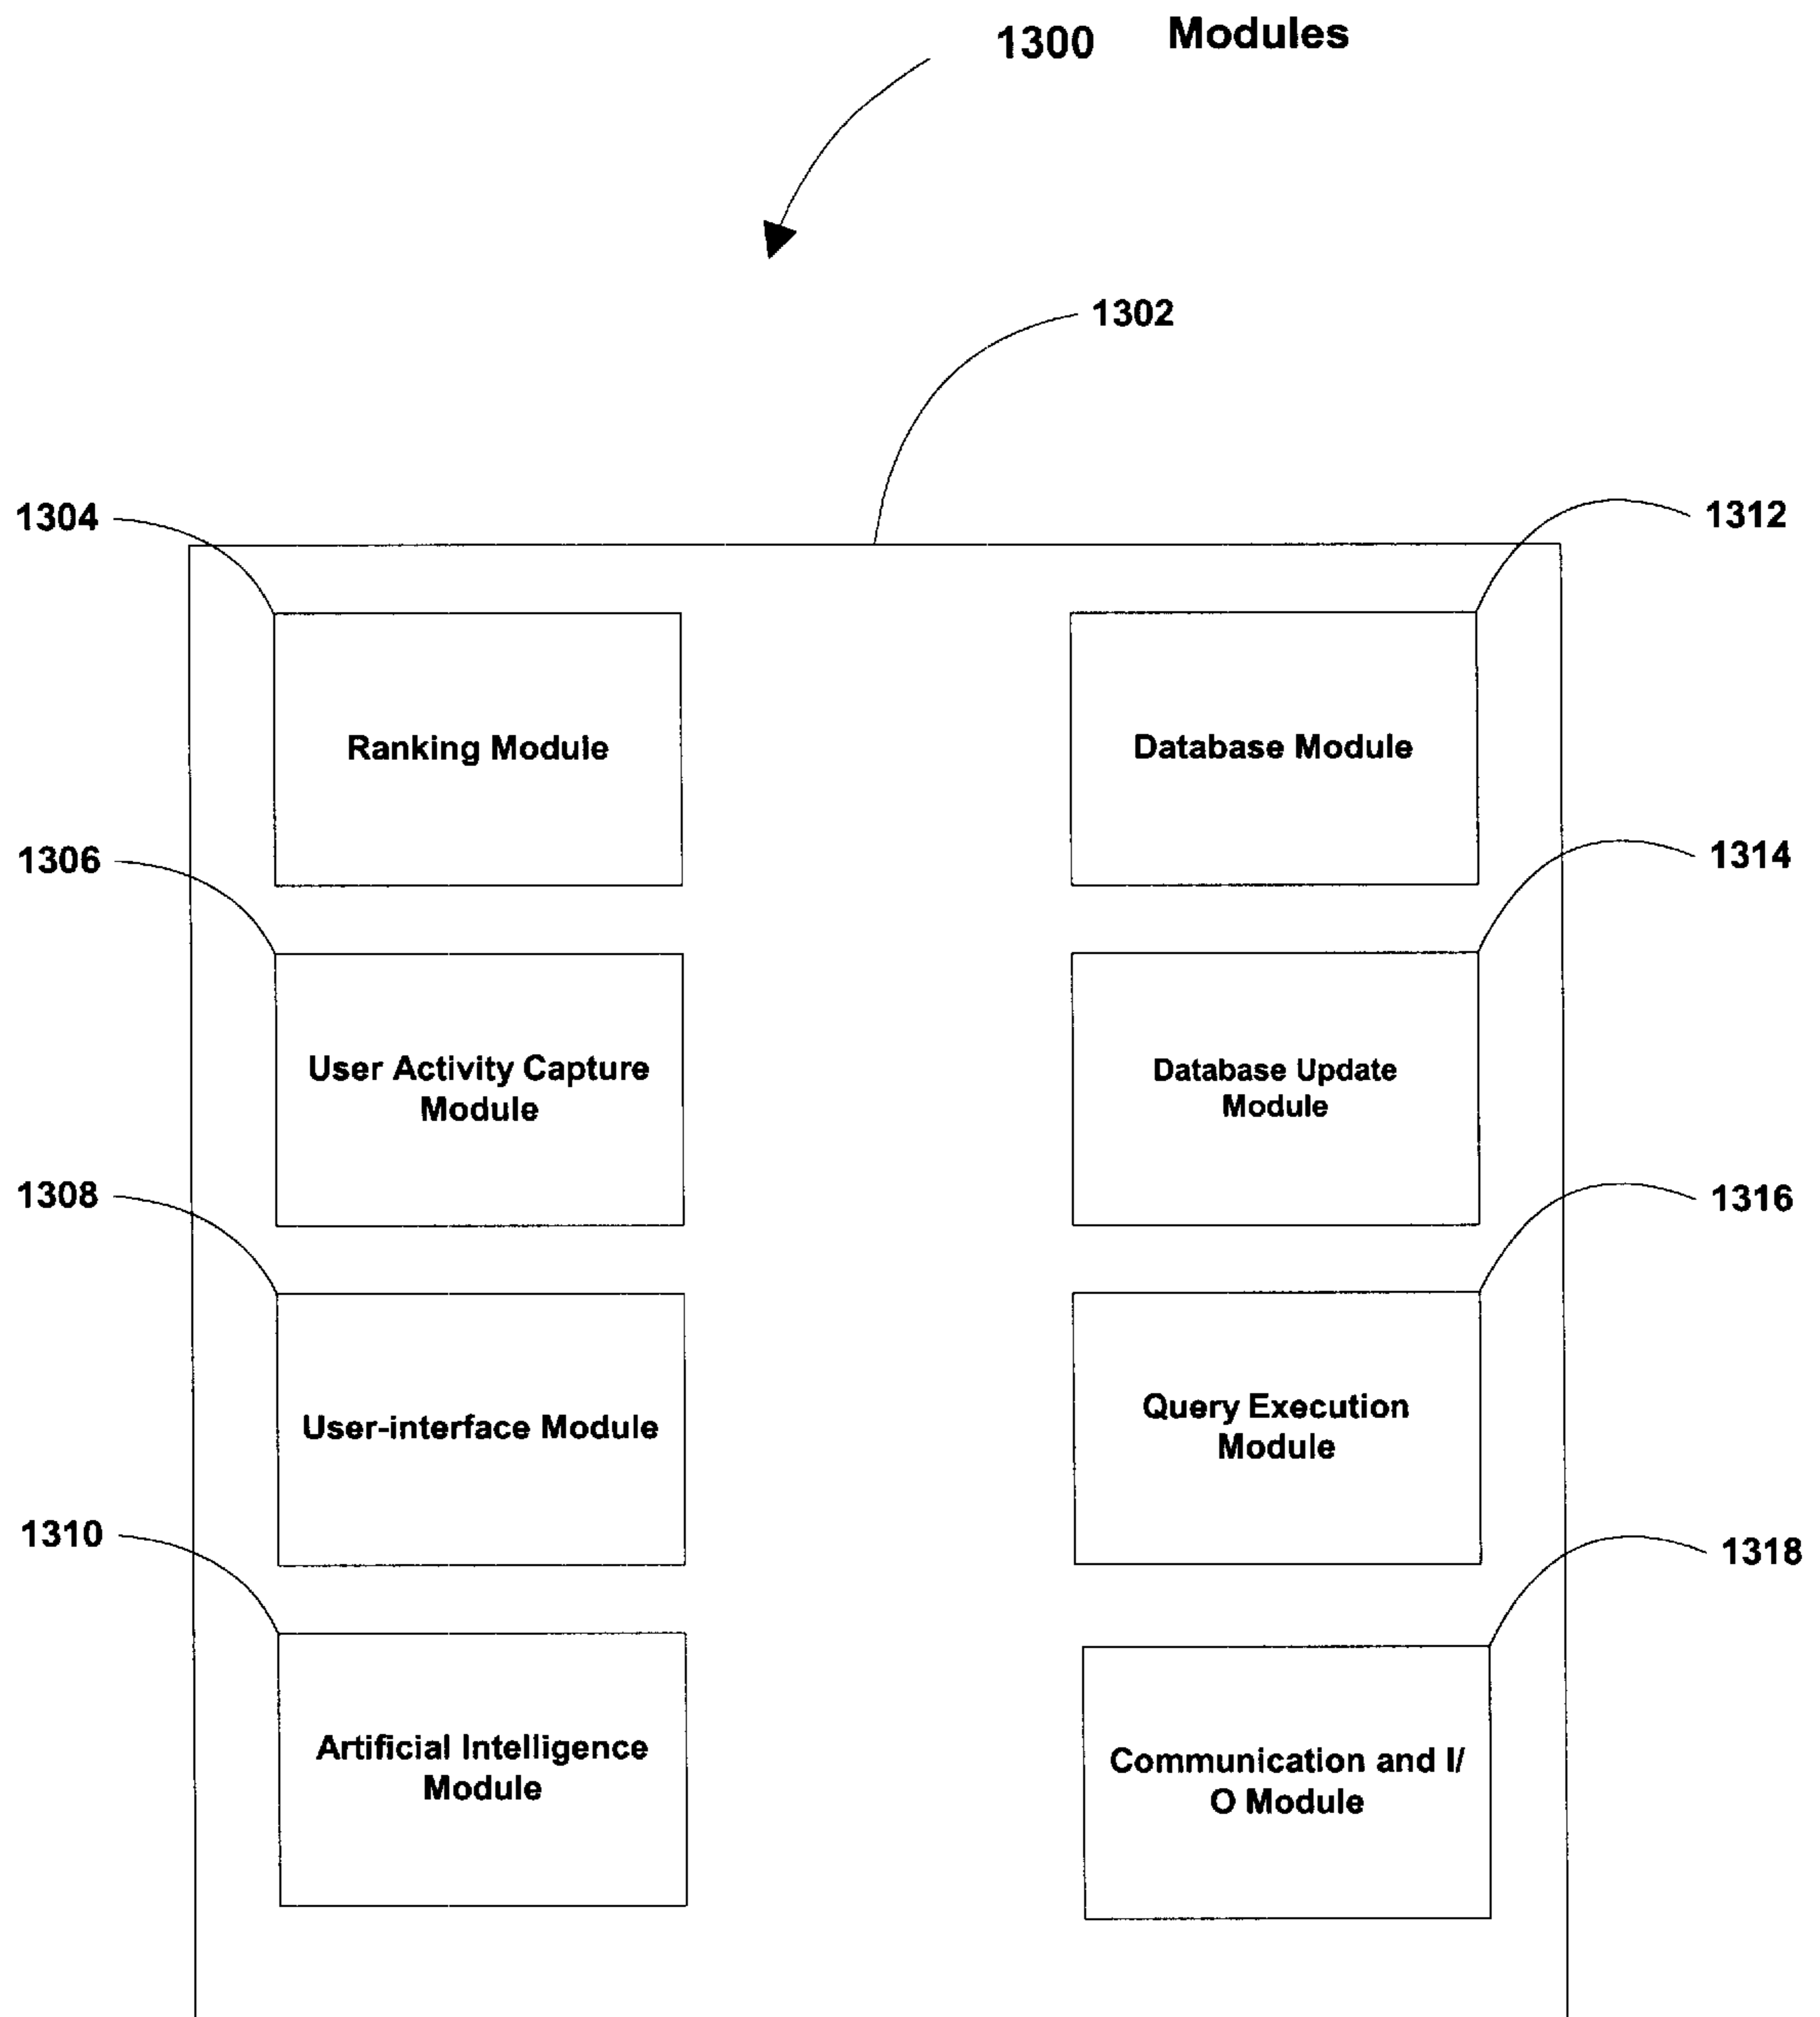 1300 Modules
1302
1304
1312
Ranking Module
Database Module
1306
1314
User Activity Capture
Module
Database Update
Module
1308
1316
User-interface Module
Query Execution
Module
1310
1318
Artificial Intelligence
Module
Communication and I/
O Module